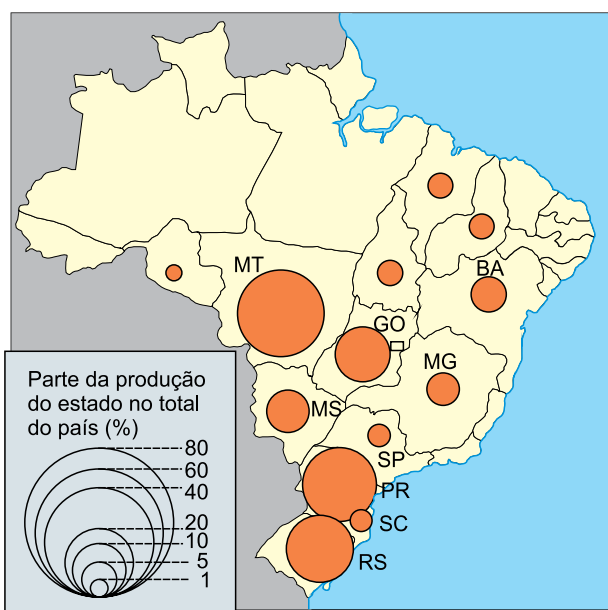 MT
BA
GO
MG
MS
SP
PR
SC
RS
Parte da produção
do estado no total
do país (%)
80
60
40
20
10
5
1